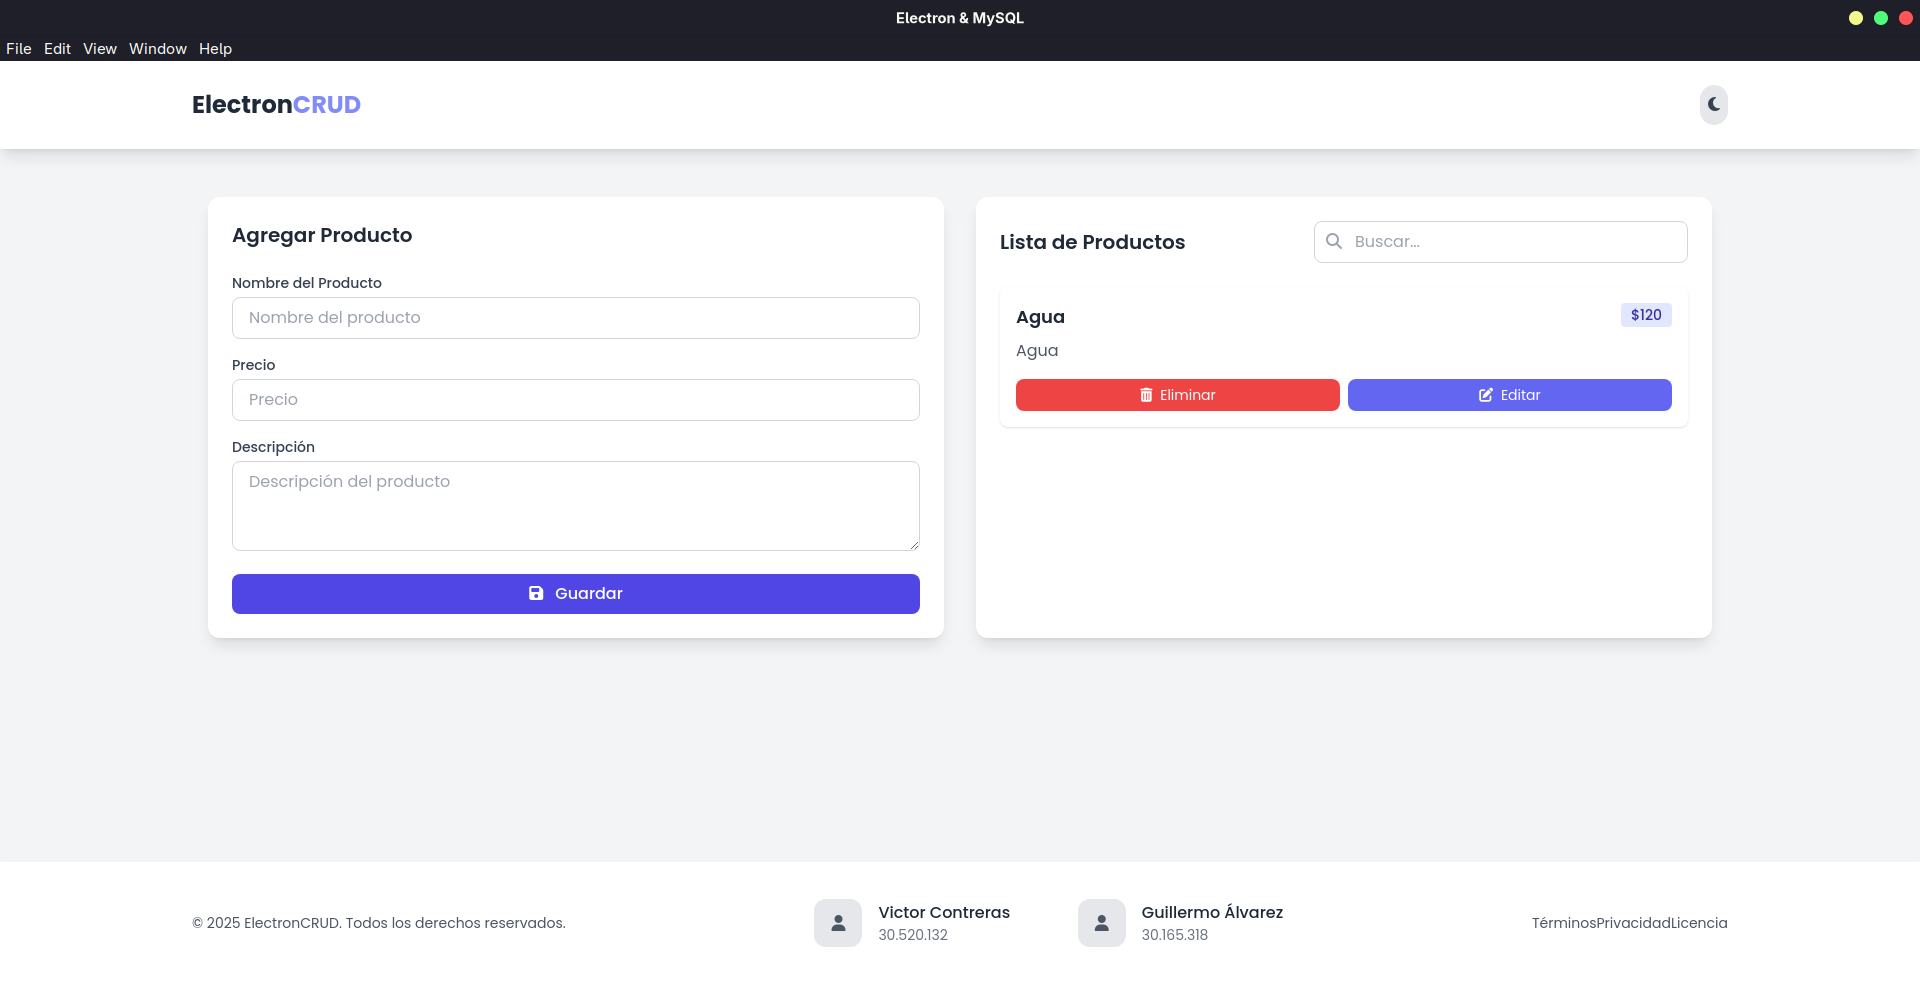 Electron & MySQL
File Edit View Window Help
ElectronCRUD
Agregar Producto
Nombre del Producto
Nombre del producto
Precio
Precio
Descripción
Descripción del producto
Guardar
Lista de Productos
Buscar...
Agua
$120
Agua
Eliminar
Editar
© 2025 ElectronCRUD. Todos los derechos reservados.
Victor Contreras
30.520.132
Guillermo Álvarez
30.165.318
TérminosPrivacidadLicencia